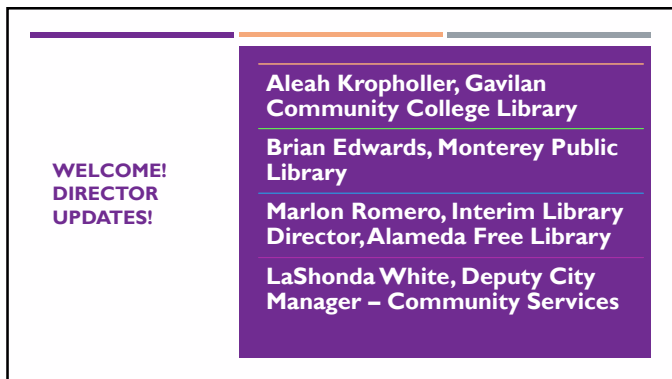 WELCOME!
DIRECTOR
UPDATES!
Aleah Kropholler, Gavilan
Community College Library
Brian Edwards, Monterey Public
Library
Marlon Romero, Interim Library
Director, Alameda Free Library
LaShonda White, Deputy City
Manager – Community Services